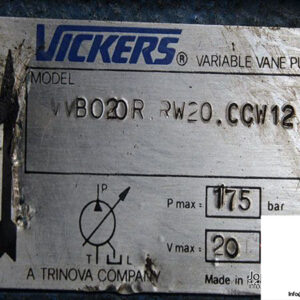 VICKERS® VARIABLE VANE PU
MODEL
VVB020R.RW20.CCW12
P
P max: 175 bar
V max: 20
T L
A TRINOVA COMPANY
Made in